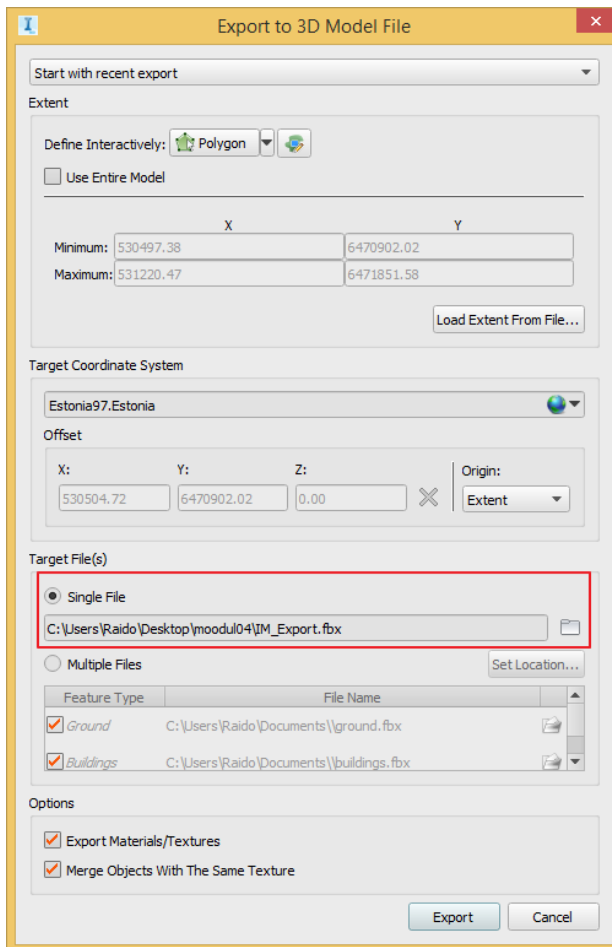 I
Export to 3D Model File
Start with recent export
Extent
Define Interactively: Polygon
Use Entire Model
X Y
Minimum: 530497.38 6470902.02
Maximum: 531220.47 6471851.58
Load Extent From File...
Target Coordinate System
Estonia97.Estonia
Offset
X: Y: Z: Origin:
530504.72 6470902.02 0.00 Extent
Target File(s)
Single File
C:\Users\Raido\Desktop\moodul04\IM_Export.fbx
Multiple Files Set Location...
Feature Type File Name
Ground C:\Users\Raido\Documents\\ground.fbx
Buildings C:\Users\Raido\Documents\\buildings.fbx
Options
Export Materials/Textures
Merge Objects With The Same Texture
Export Cancel